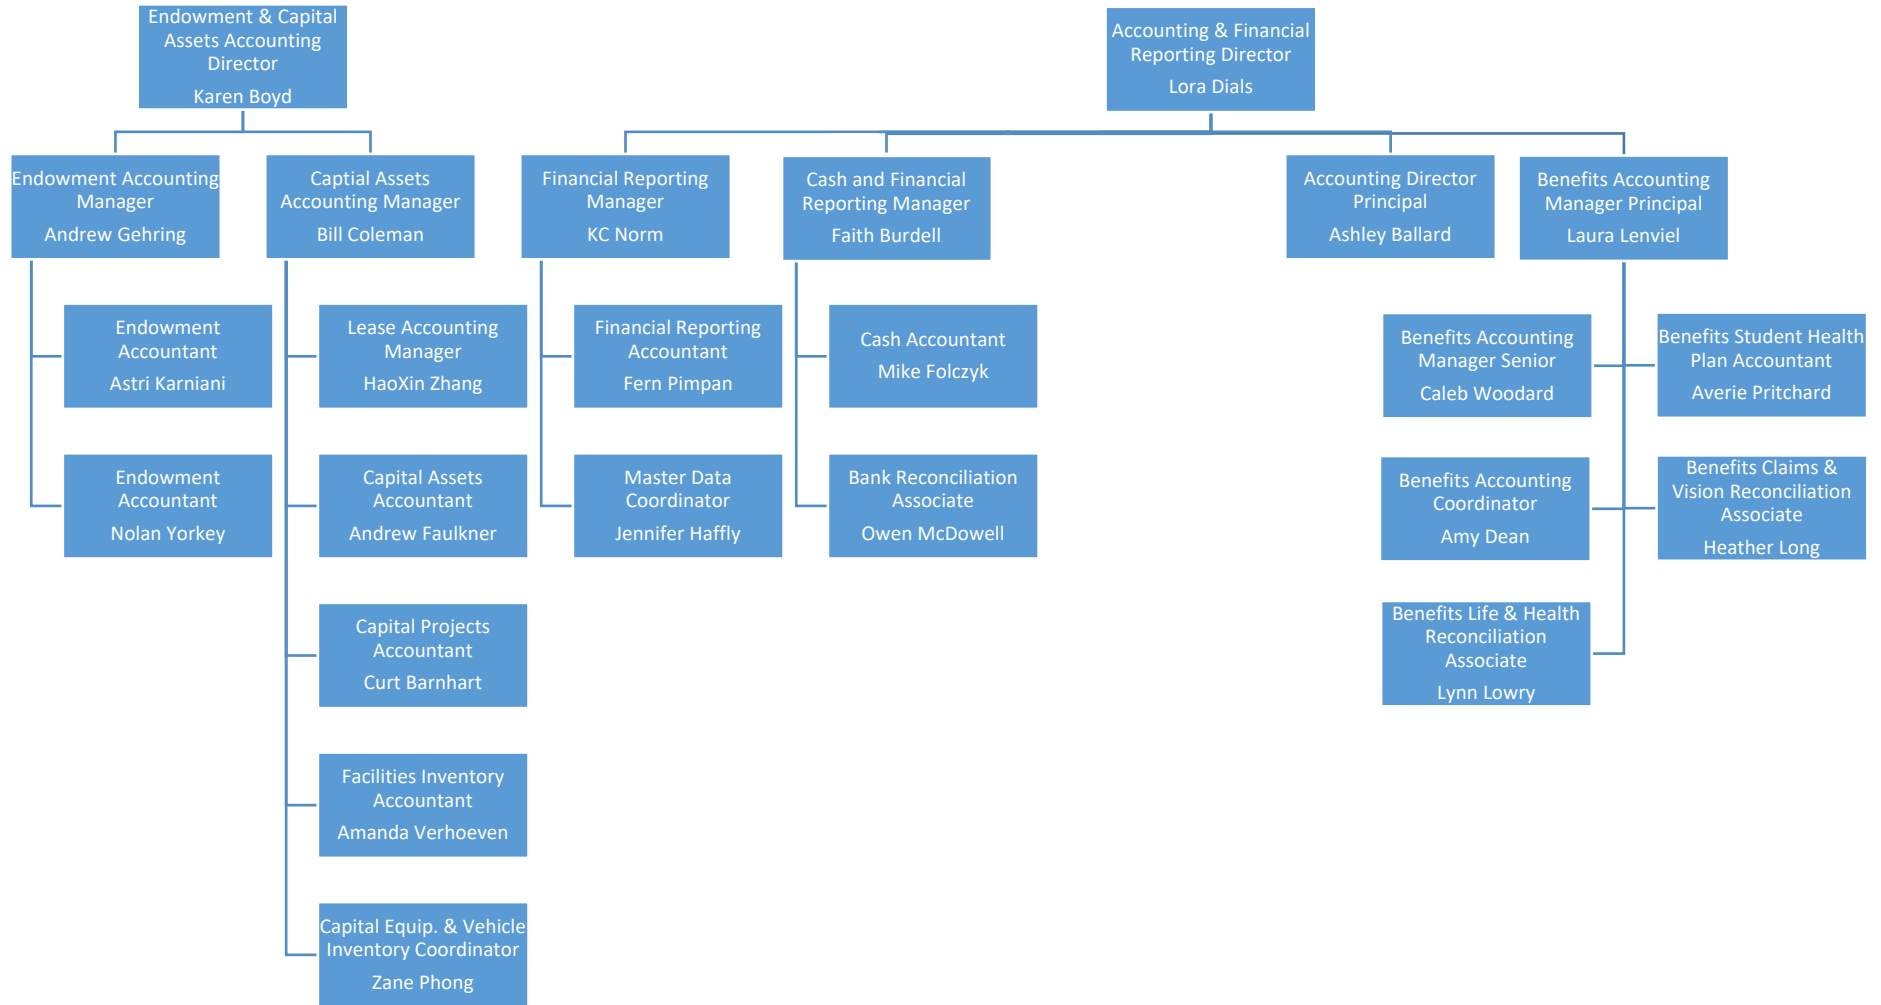 Endowment & Capital
Assets Accounting
Director
Karen Boyd
Accounting & Financial
Reporting Director
Lora Dials
Endowment Accounting
Manager
Andrew Gehring
Captial Assets
Accounting Manager
Bill Coleman
Financial Reporting
Manager
KC Norm
Cash and Financial
Reporting Manager
Faith Burdell
Accounting Director
Principal
Ashley Ballard
Benefits Accounting
Manager Principal
Laura Lenviel
Endowment
Accountant
Astri Karniani
Lease Accounting
Manager
HaoXin Zhang
Financial Reporting
Accountant
Fern Pimpan
Cash Accountant
Mike Folczyk
Benefits Accounting
Manager Senior
Caleb Woodard
Benefits Student Health
Plan Accountant
Averie Pritchard
Endowment
Accountant
Nolan Yorkey
Capital Assets
Accountant
Andrew Faulkner
Master Data
Coordinator
Jennifer Haffly
Bank Reconciliation
Associate
Owen McDowell
Benefits Accounting
Coordinator
Amy Dean
Benefits Claims &
Vision Reconciliation
Associate
Heather Long
Capital Projects
Accountant
Curt Barnhart
Benefits Life & Health
Reconciliation
Associate
Lynn Lowry
Facilities Inventory
Accountant
Amanda Verhoeven
Capital Equip. & Vehicle
Inventory Coordinator
Zane Phong